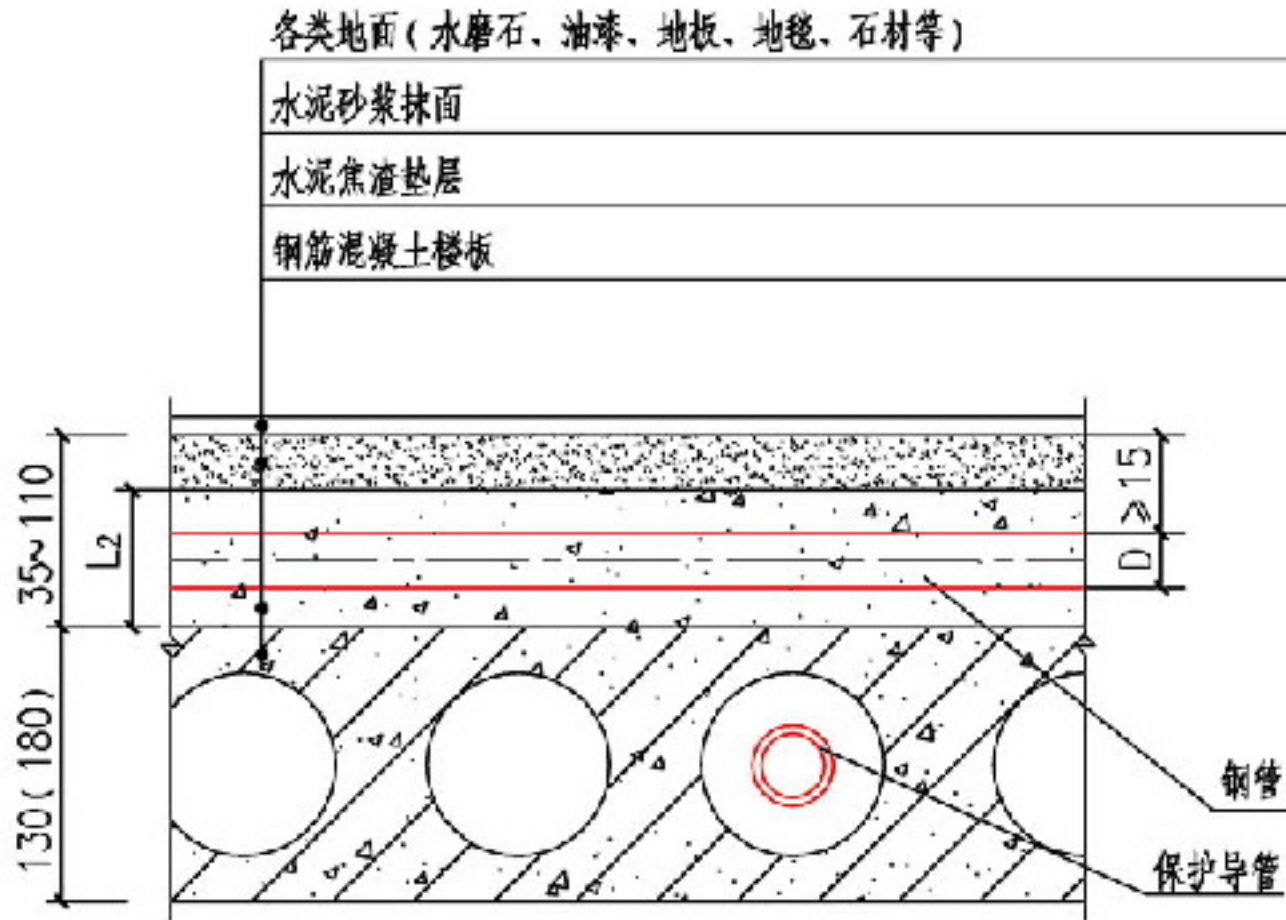 各类地面(水磨石、油漆、地板、地毯、石材等)
水泥砂浆抹面
水泥焦渣垫层
钢筋混凝土楼板
35~110
L2
≥15
D
130(180)
钢管
保护导管